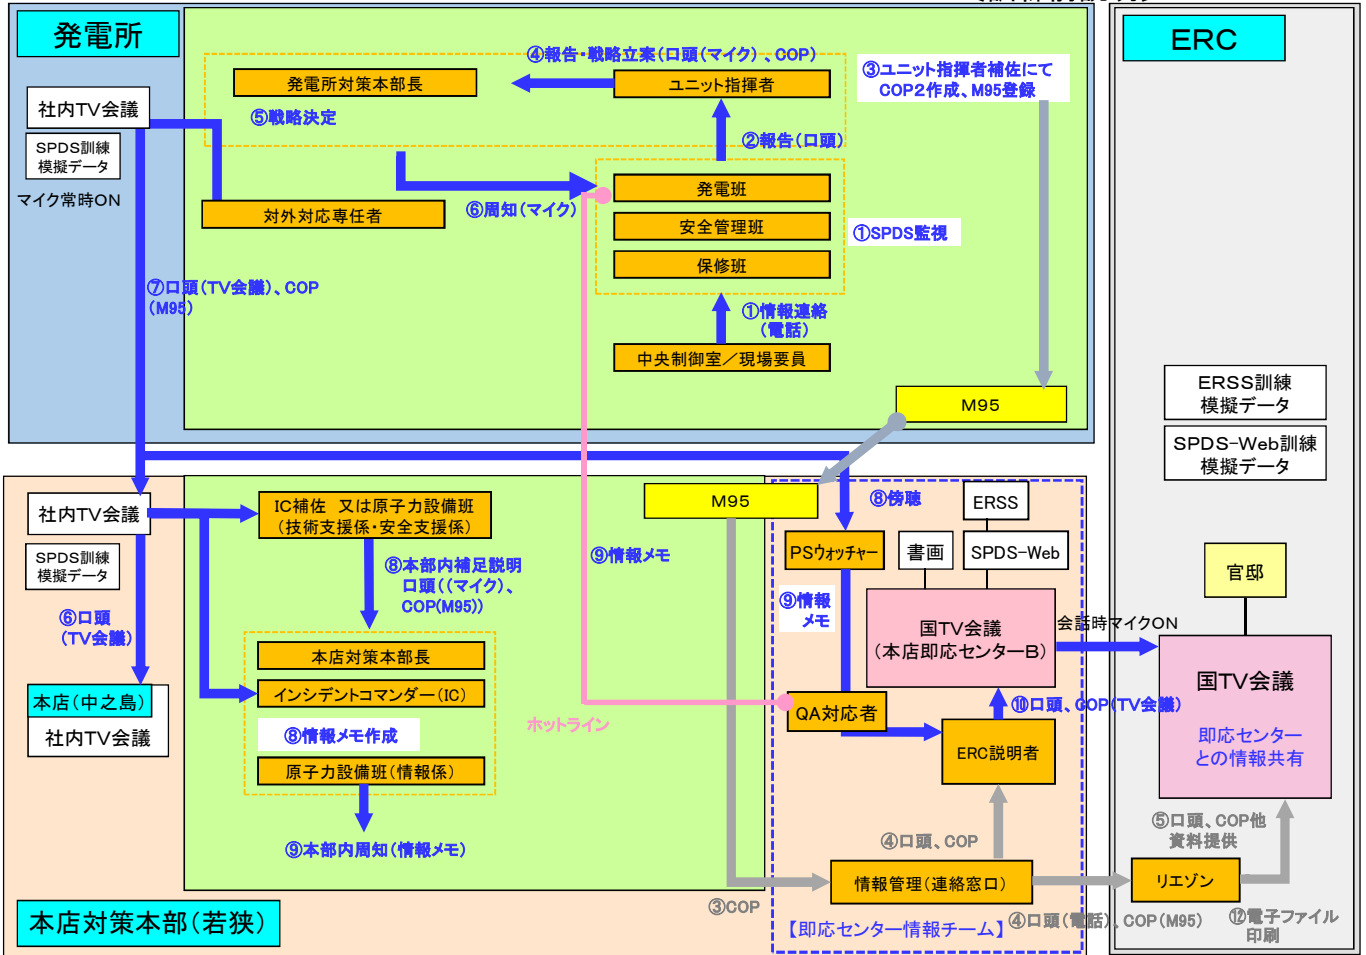 発電所
社内TV会議
SPDS訓練
模擬データ
マイク常時ON
④報告・戦略立案(口頭(マイク)、COP)
発電所対策本部長
ユニット指揮者
⑤戦略決定
②報告(口頭)
③ユニット指揮者補佐にて
COP2作成、M95登録
発電班
安全管理班
保修班
⑥周知(マイク)
対外対応専任者
①SPDS監視
⑦口頭(TV会議)、COP
(M95)
①情報連絡
(電話)
中央制御室/現場要員
M95
ERC
ERSS訓練
模擬データ
SPDS-Web訓練
模擬データ
社内TV会議
SPDS訓練
模擬データ
IC補佐 又は原子力設備班
(技術支援係・安全支援係)
⑧本部内補足説明
口頭((マイク)、
COP(M95))
⑨情報メモ
M95
⑧傍聴
ERSS
PSウォッチャー
書画
SPDS-Web
⑨情報
メモ
国TV会議
(本店即応センターB)
会話時マイクON
官邸
国TV会議
即応センター
との情報共有
⑥口頭
(TV会議)
本店(中之島)
社内TV会議
本店対策本部長
インシデントコマンダー(IC)
⑧情報メモ作成
原子力設備班(情報係)
⑨本部内周知(情報メモ)
ホットライン
QA対応者
⑩口頭、COP(TV会議)
ERC説明者
④口頭、COP
⑤口頭、COP他
資料提供
情報管理(連絡窓口)
リエゾン
③COP
【即応センター情報チーム】
④口頭(電話)、COP(M95)
⑫電子ファイル
印刷
本店対策本部(若狭)